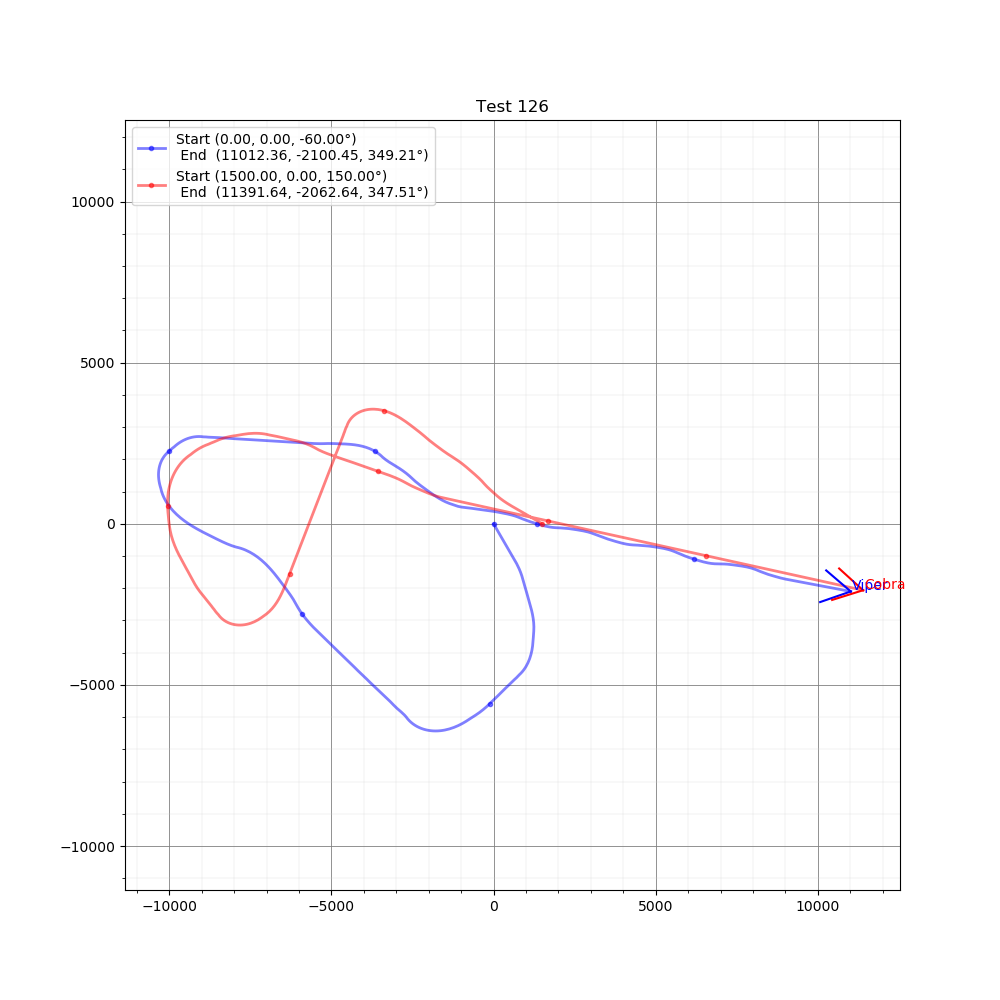 Test 126
Start (0.00, 0.00, -60.00°)
End (11012.36, -2100.45, 349.21°)
Start (1500.00, 0.00, 150.00°)
End (11391.64, -2062.64, 347.51°)
10000
5000
0
−5000
−10000
Viper
Cobra
−10000 −5000 0 5000 10000